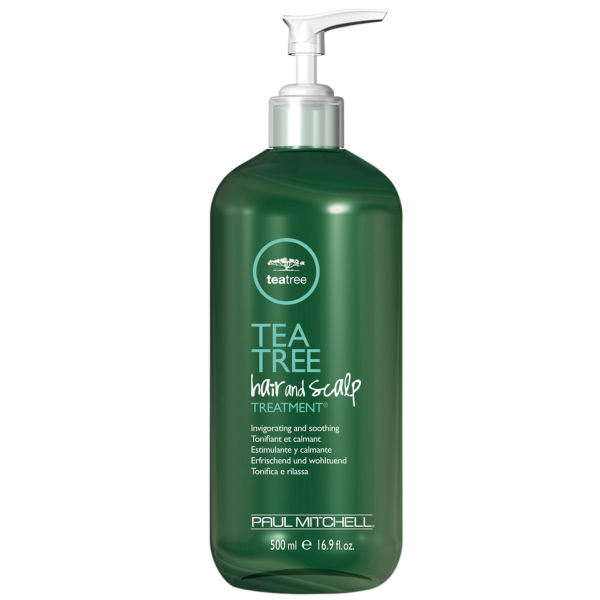 teatree
TEA
TREE
hair and scalp
TREATMENT®
Invigorating and soothing
Tonifiant et calmant
Estimulante y calmante
Erfrischend und wohltuend
Tonifica e rilassa
PAUL MITCHELL®
500 ml ℮ 16.9 fl. oz.